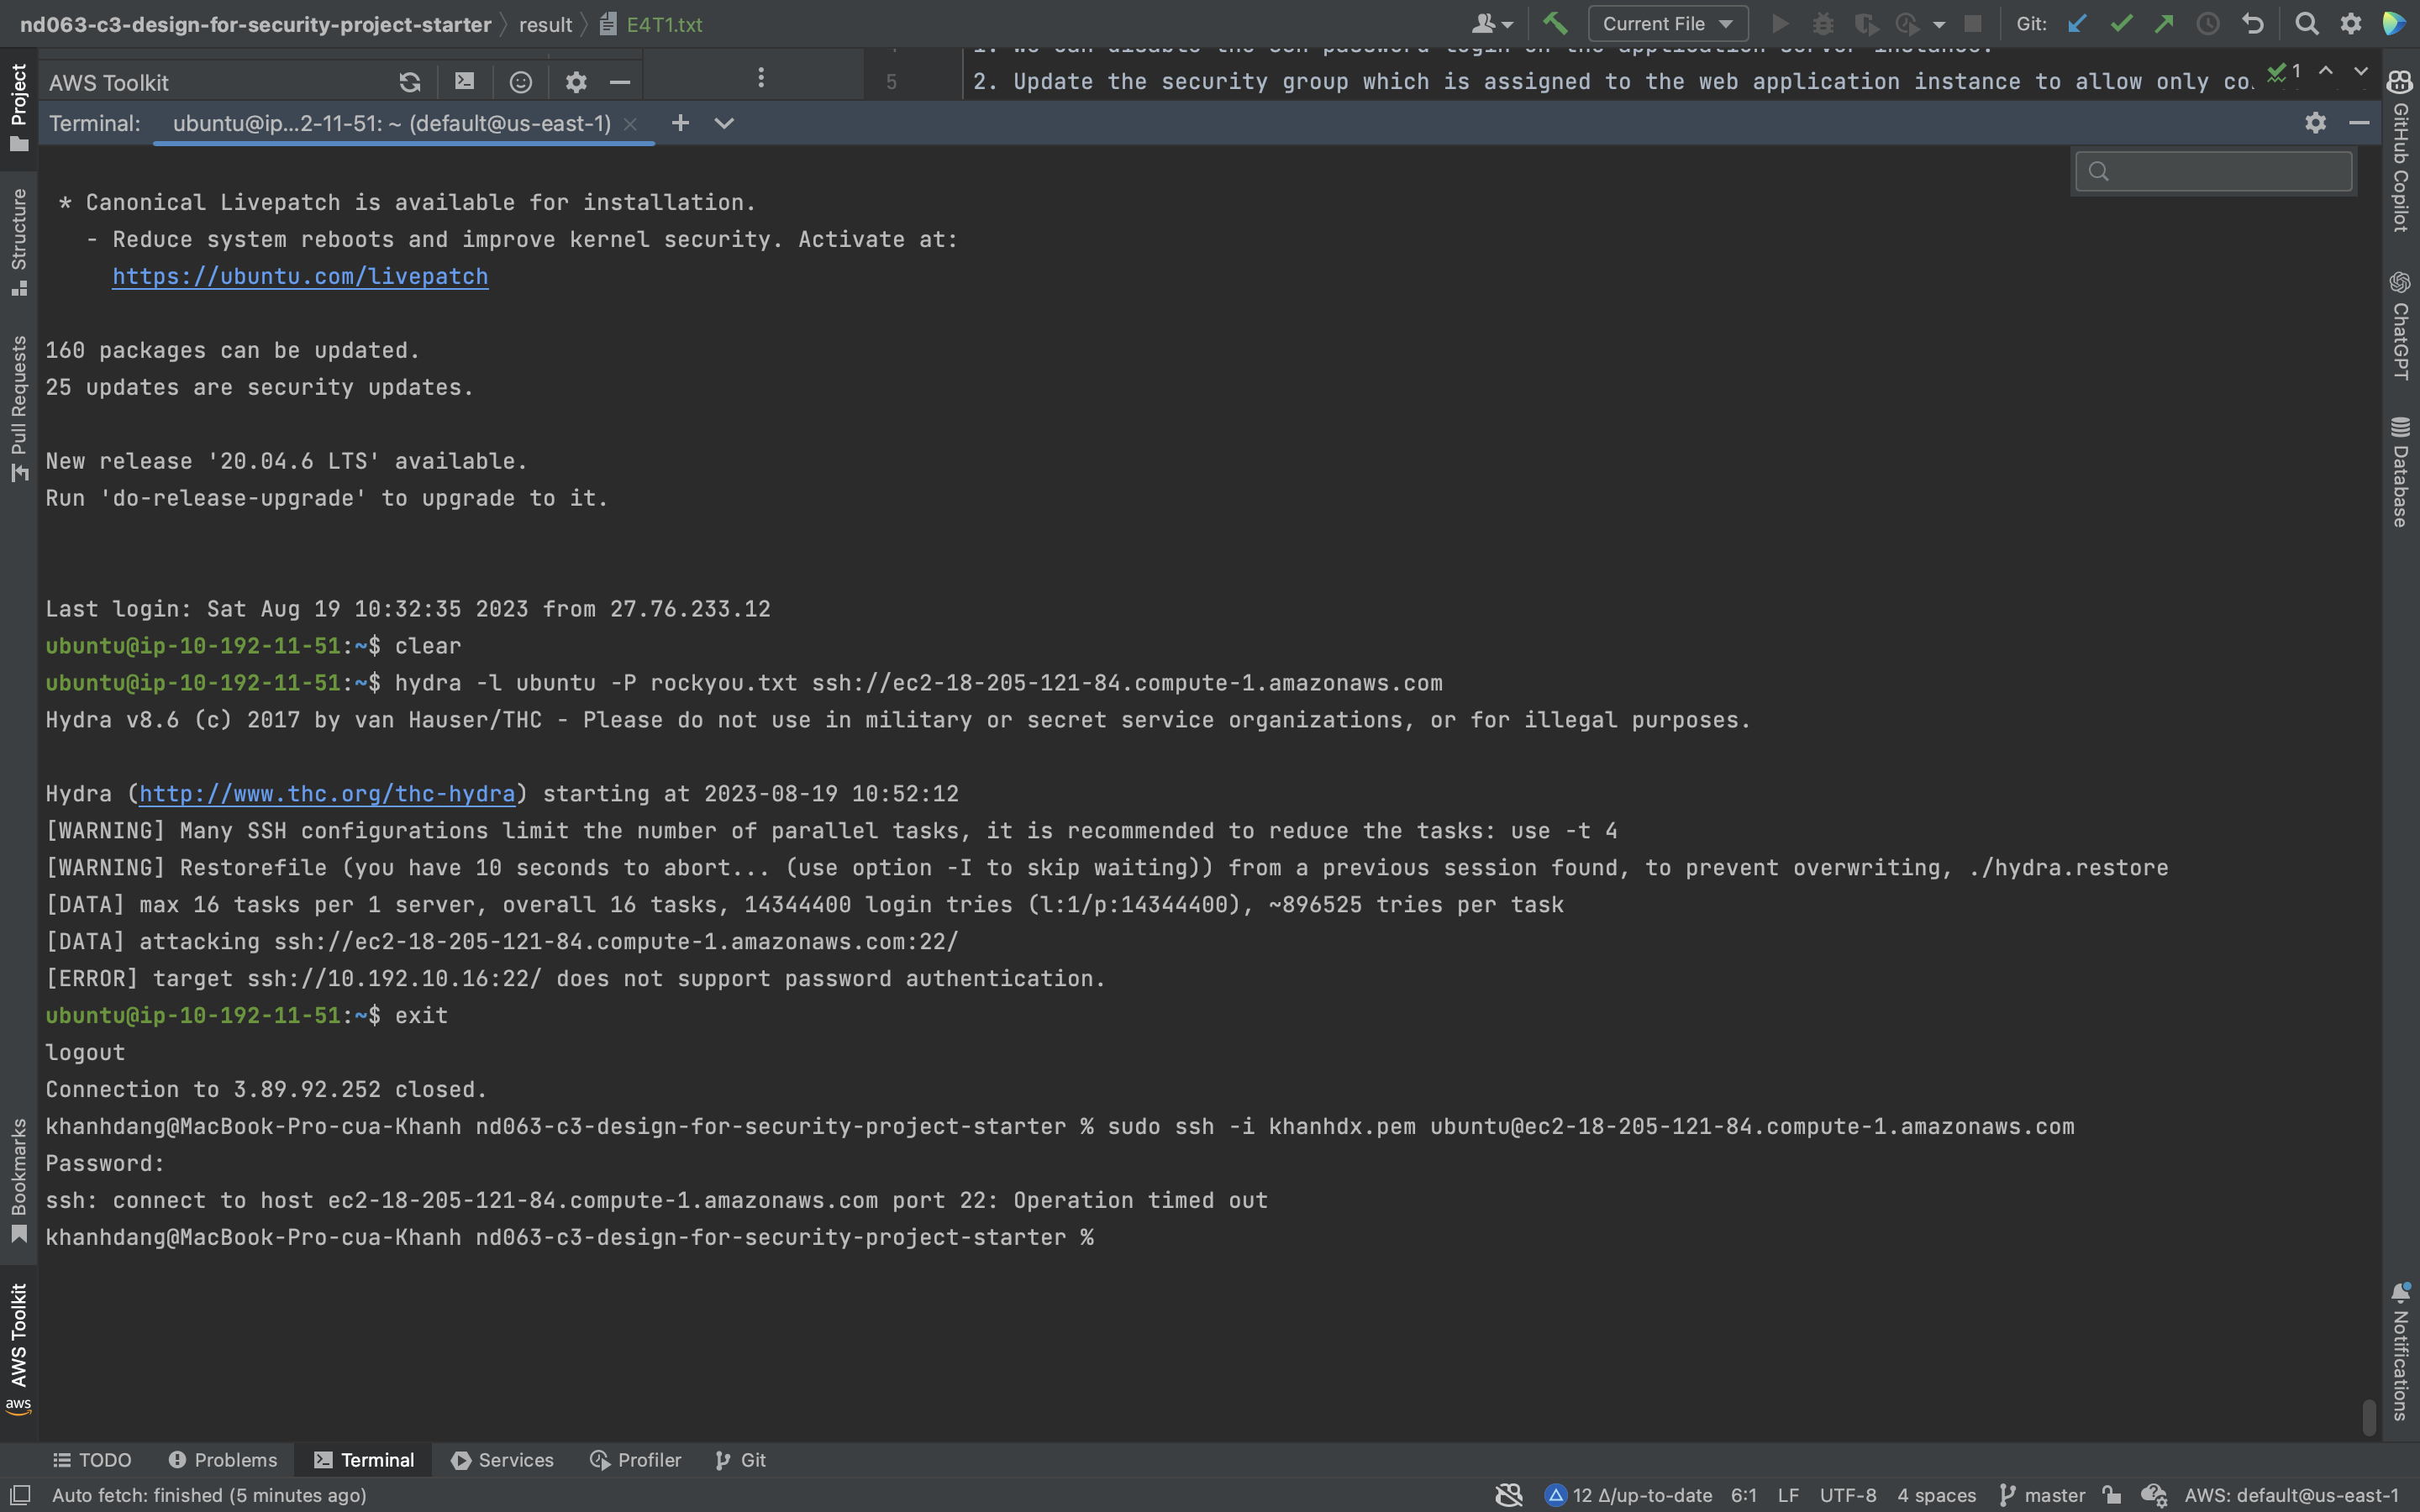 nd063-c3-design-for-security-project-starter result E4T1.txt Current File Git:
AWS Toolkit
5 2. Update the security group which is assigned to the web application instance to allow only co. 1
Terminal: ubuntu@ip...2-11-51: ~ (default@us-east-1)
* Canonical Livepatch is available for installation.
- Reduce system reboots and improve kernel security. Activate at:
https://ubuntu.com/livepatch
160 packages can be updated.
25 updates are security updates.
New release '20.04.6 LTS' available.
Run 'do-release-upgrade' to upgrade to it.
Last login: Sat Aug 19 10:32:35 2023 from 27.76.233.12
ubuntu@ip-10-192-11-51:~$ clear
ubuntu@ip-10-192-11-51:~$ hydra -l ubuntu -P rockyou.txt ssh://ec2-18-205-121-84.compute-1.amazonaws.com
Hydra v8.6 (c) 2017 by van Hauser/THC - Please do not use in military or secret service organizations, or for illegal purposes.
Hydra (http://www.thc.org/thc-hydra) starting at 2023-08-19 10:52:12
[WARNING] Many SSH configurations limit the number of parallel tasks, it is recommended to reduce the tasks: use -t 4
[WARNING] Restorefile (you have 10 seconds to abort... (use option -I to skip waiting)) from a previous session found, to prevent overwriting, ./hydra.restore
[DATA] max 16 tasks per 1 server, overall 16 tasks, 14344400 login tries (l:1/p:14344400), ~896525 tries per task
[DATA] attacking ssh://ec2-18-205-121-84.compute-1.amazonaws.com:22/
[ERROR] target ssh://10.192.10.16:22/ does not support password authentication.
ubuntu@ip-10-192-11-51:~$ exit
logout
Connection to 3.89.92.252 closed.
khanhdang@MacBook-Pro-cua-Khanh nd063-c3-design-for-security-project-starter % sudo ssh -i khanhdx.pem ubuntu@ec2-18-205-121-84.compute-1.amazonaws.com
Password:
ssh: connect to host ec2-18-205-121-84.compute-1.amazonaws.com port 22: Operation timed out
khanhdang@MacBook-Pro-cua-Khanh nd063-c3-design-for-security-project-starter %
Project
Structure
Pull Requests
Bookmarks
AWS Toolkit
aws
GitHub Copilot
ChatGPT
Database
Notifications
TODO Problems Terminal Services Profiler Git
Auto fetch: finished (5 minutes ago) 12 Δ/up-to-date 6:1 LF UTF-8 4 spaces master AWS: default@us-east-1